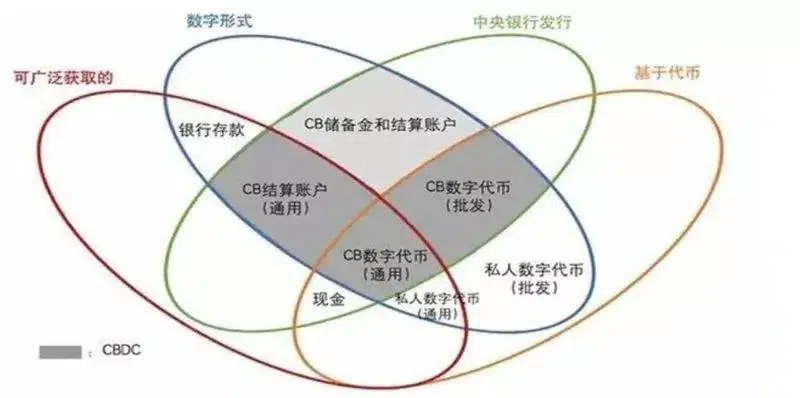 数字形式
中央银行发行
可广泛获取的
基于代币
银行存款
CB储备金和结算账户
CB结算账户
(通用)
CB数字代币
(批发)
CB数字代币
(通用)
私人数字代币
(批发)
现金
私人数字代币
(通用)
: CBDC